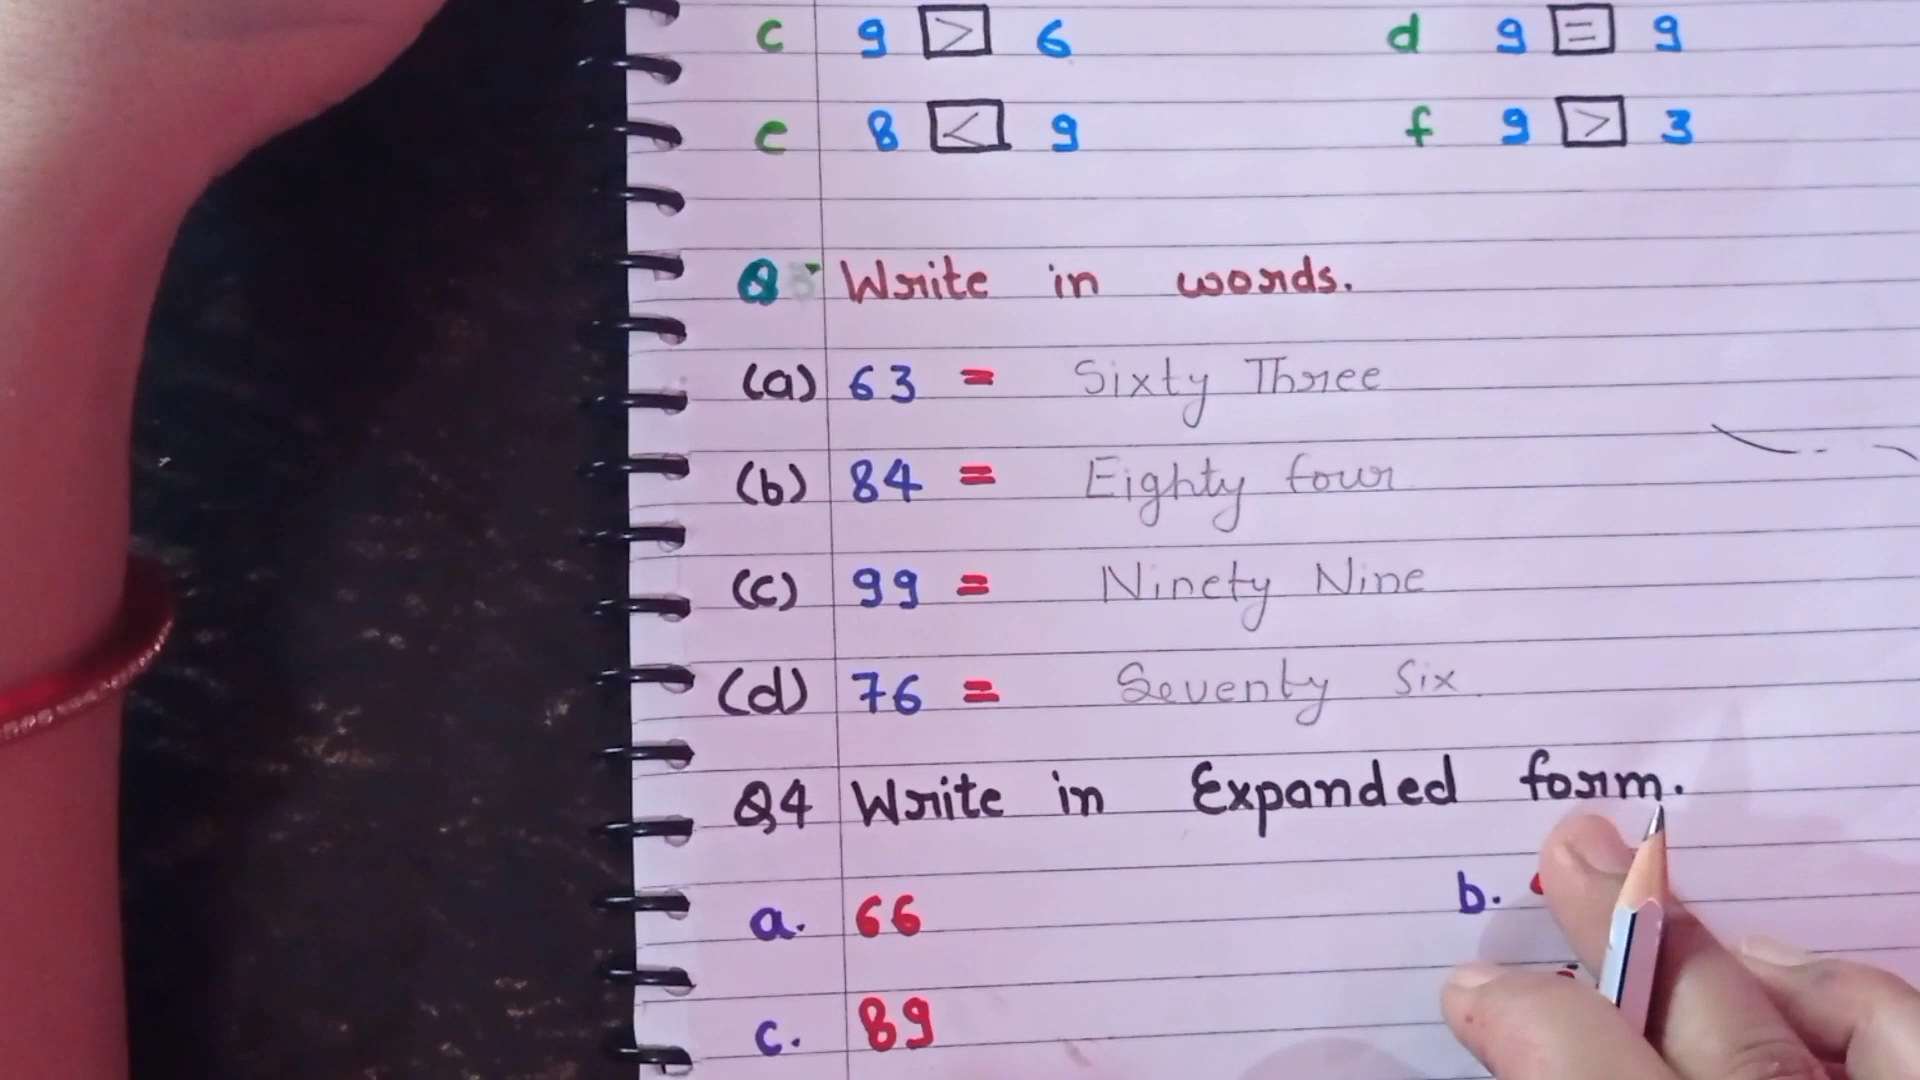 c 9 > 6 d 9 = 9
e 8 < 9 f 9 > 3
Q Write in words.
(a) 63 = Sixty Three
(b) 84 = Eighty four
(c) 99 = Ninety Nine
(d) 76 = Seventy Six
Q4 Write in Expanded form.
a. 66 b.
c. 89